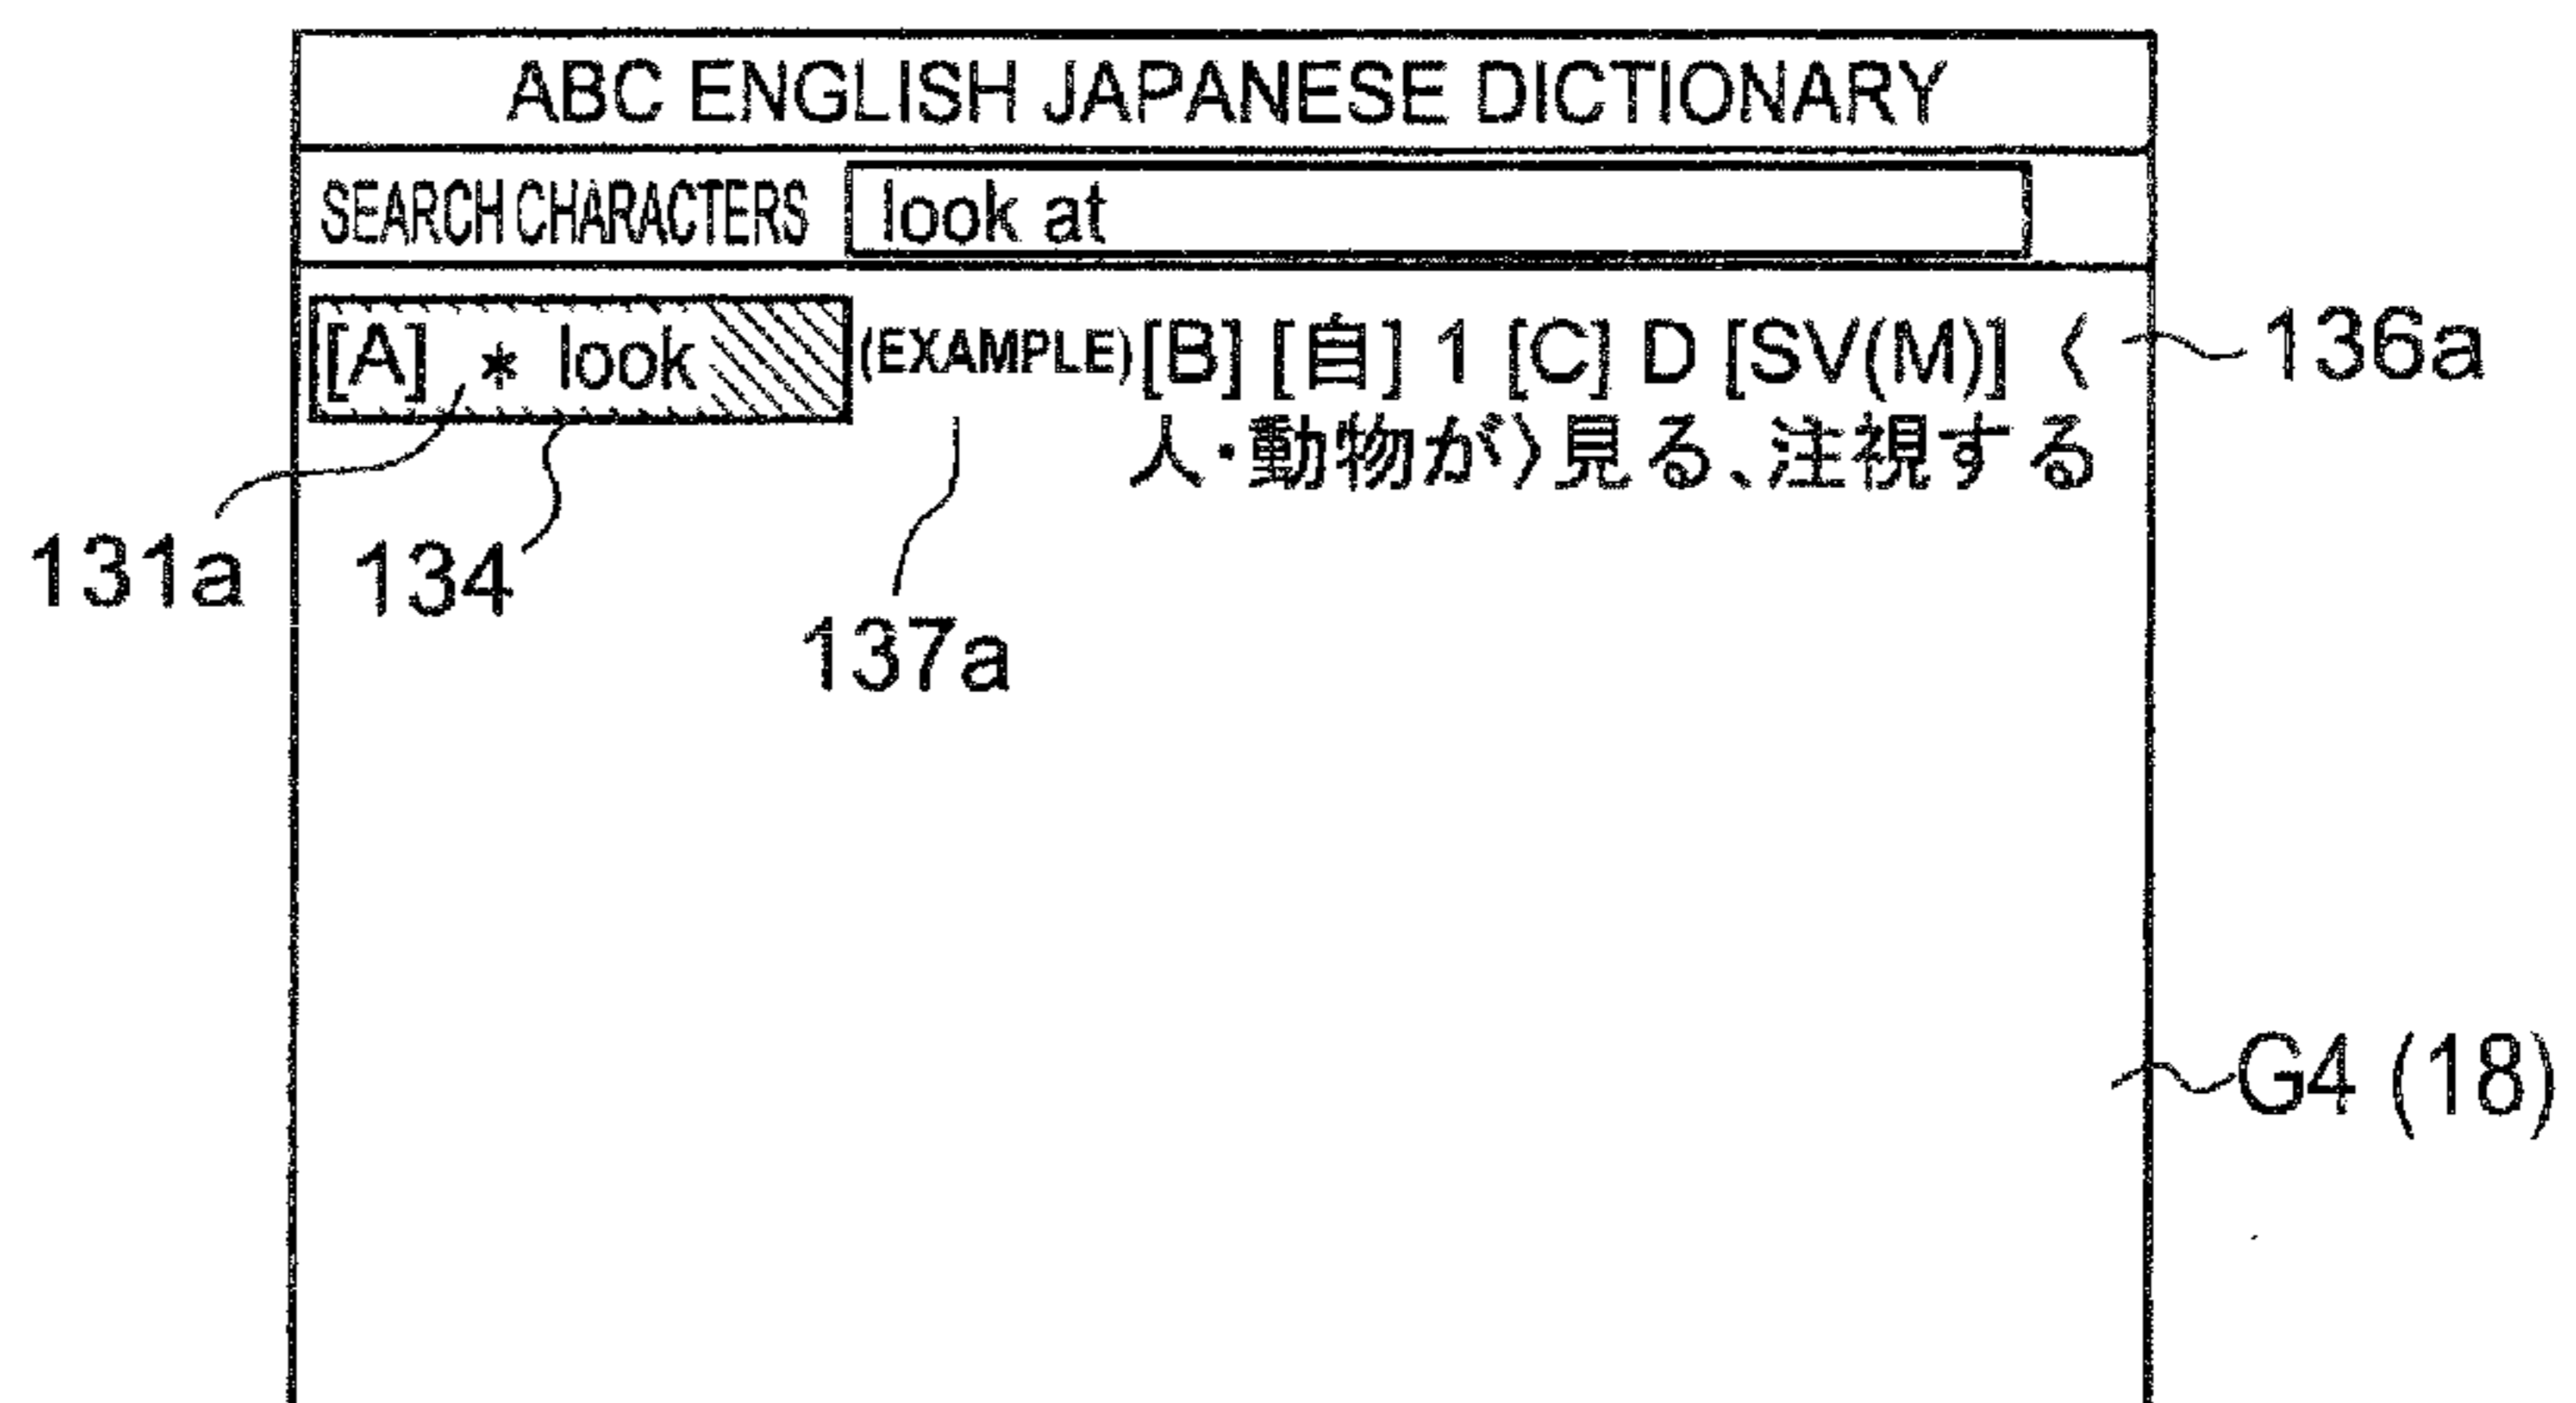 ABC ENGLISH JAPANESE DICTIONARY
SEARCH CHARACTERS look at
[A] * look (EXAMPLE) [B] [自] 1 [C] D [SV(M)] 〈
人・動物が〉見る、注視する
136a
131a
134
137a
G4 (18)